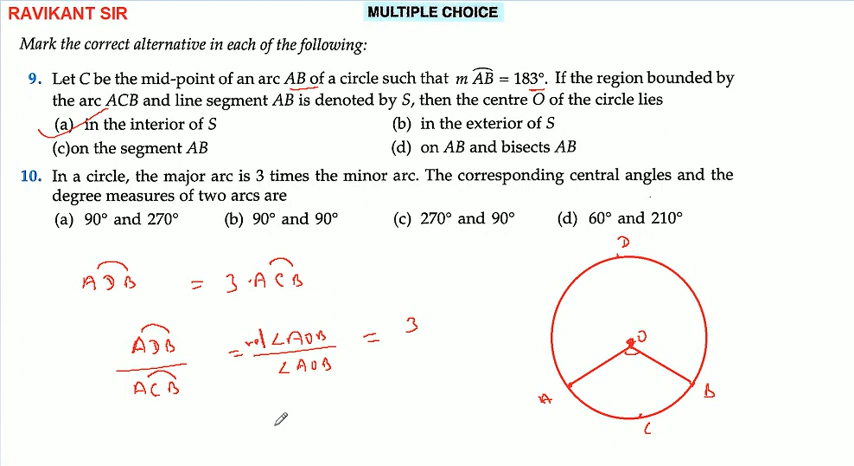 RAVIKANT SIR
MULTIPLE CHOICE
Mark the correct alternative in each of the following:
9. Let C be the mid-point of an arc AB of a circle such that m AB = 183°. If the region bounded by
the arc ACB and line segment AB is denoted by S, then the centre O of the circle lies
(a) in the interior of S (b) in the exterior of S
(c)on the segment AB (d) on AB and bisects AB
10. In a circle, the major arc is 3 times the minor arc. The corresponding central angles and the
degree measures of two arcs are
(a) 90° and 270° (b) 90° and 90° (c) 270° and 90° (d) 60° and 210°
ADB = 3·ACB
ADB = rel ∠AOB = 3
ACB ∠AOB
D
O
A
B
C